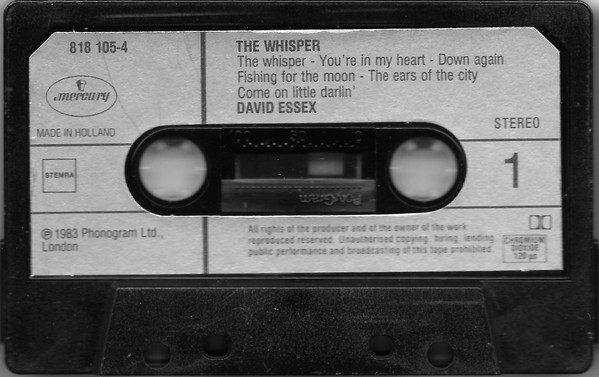 818 105-4
THE WHISPER
The whisper - You're in my heart - Down again
Fishing for the moon - The ears of the city
Come on little darlin'
DAVID ESSEX
mercury
MADE IN HOLLAND
STEREO
100 50 0
STEMRA
1
PolyGram
℗ 1983 Phonogram Ltd.,
London
All rights of the producer and of the owner of the work
reproduced reserved. Unauthorised copying, hiring, lending,
public performance and broadcasting of this tape prohibited.
CHROMIUM
DIOXIDE
120 µs